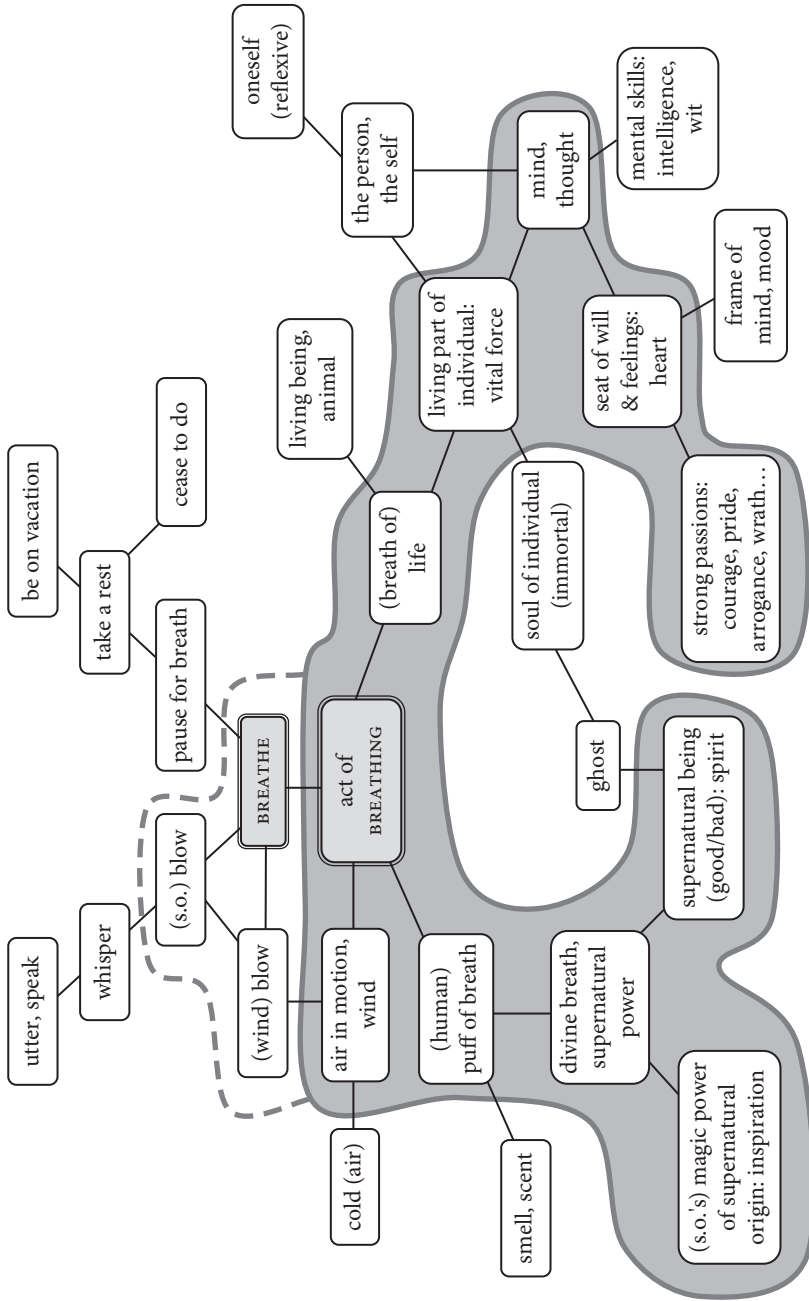 utter, speak
be on vacation
whisper
take a rest
(s.o.) blow
pause for breath
cease to do
(wind) blow
BREATHE
oneself
(reflexive)
living being,
animal
cold (air)
air in motion,
wind
act of
BREATHING
the person,
the self
(breath of)
life
(human)
puff of breath
living part of
individual:
vital force
smell, scent
soul of individual
(immortal)
mind,
thought
divine breath,
supernatural
power
ghost
seat of will
& feelings:
heart
mental skills:
intelligence,
wit
(s.o.'s) magic power
of supernatural
origin: inspiration
supernatural being
(good/bad): spirit
strong passions:
courage, pride,
arrogance, wrath…
frame of
mind, mood